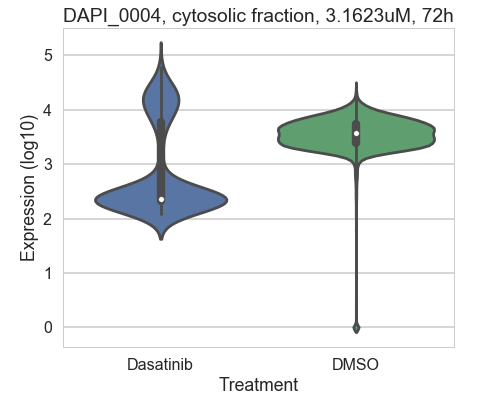 DAPI_0004, cytosolic fraction, 3.1623uM, 72h
Expression (log10)
5
4
3
2
1
0
Dasatinib
DMSO
Treatment